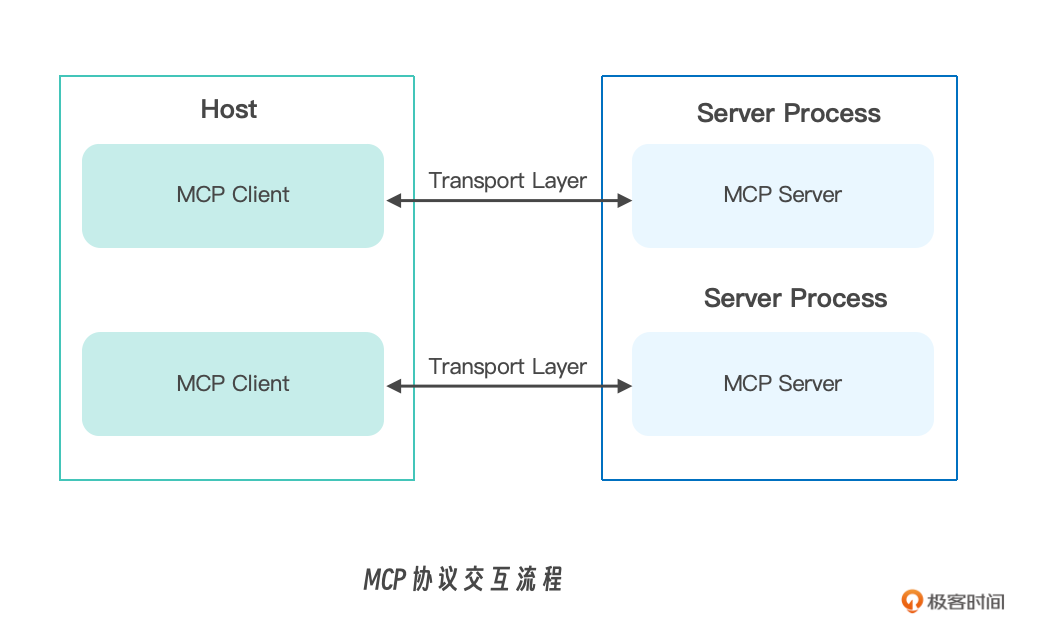 Host
MCP Client
Transport Layer
Server Process
MCP Server
MCP Client
Transport Layer
Server Process
MCP Server
MCP 协议交互流程
极客时间